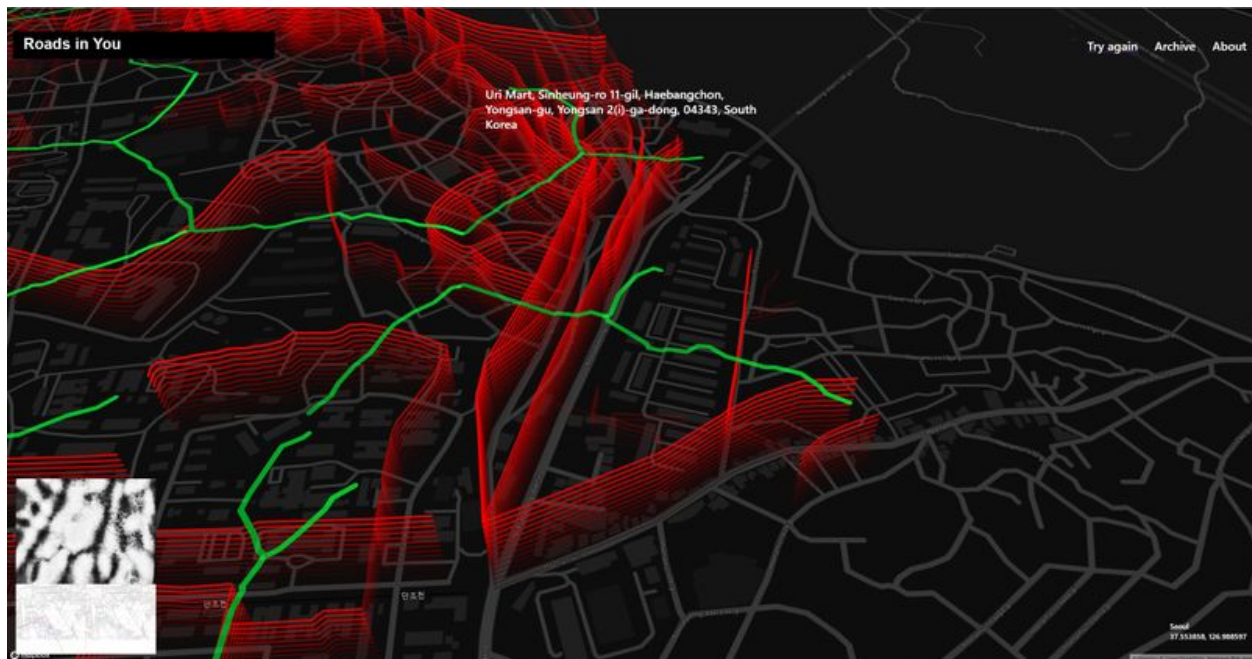 Roads in You
Try again Archive About
Uri Mart, Sinheung-ro 11-gil, Haebangchon,
Yongsan-gu, Yongsan 2(i)-ga-dong, 04343, South
Korea
Seoul
37.553858, 126.988597
mapbox